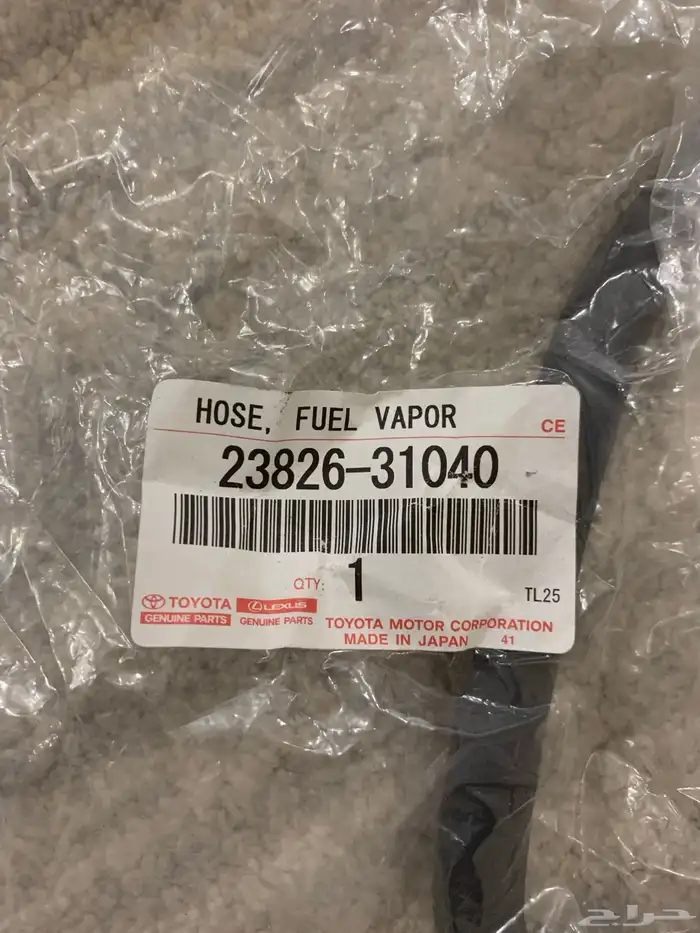 HOSE, FUEL VAPOR
CE
23826-31040
QTY: 1
TL25
TOYOTA LEXUS
GENUINE PARTS GENUINE PARTS
TOYOTA MOTOR CORPORATION
MADE IN JAPAN 41
حراج